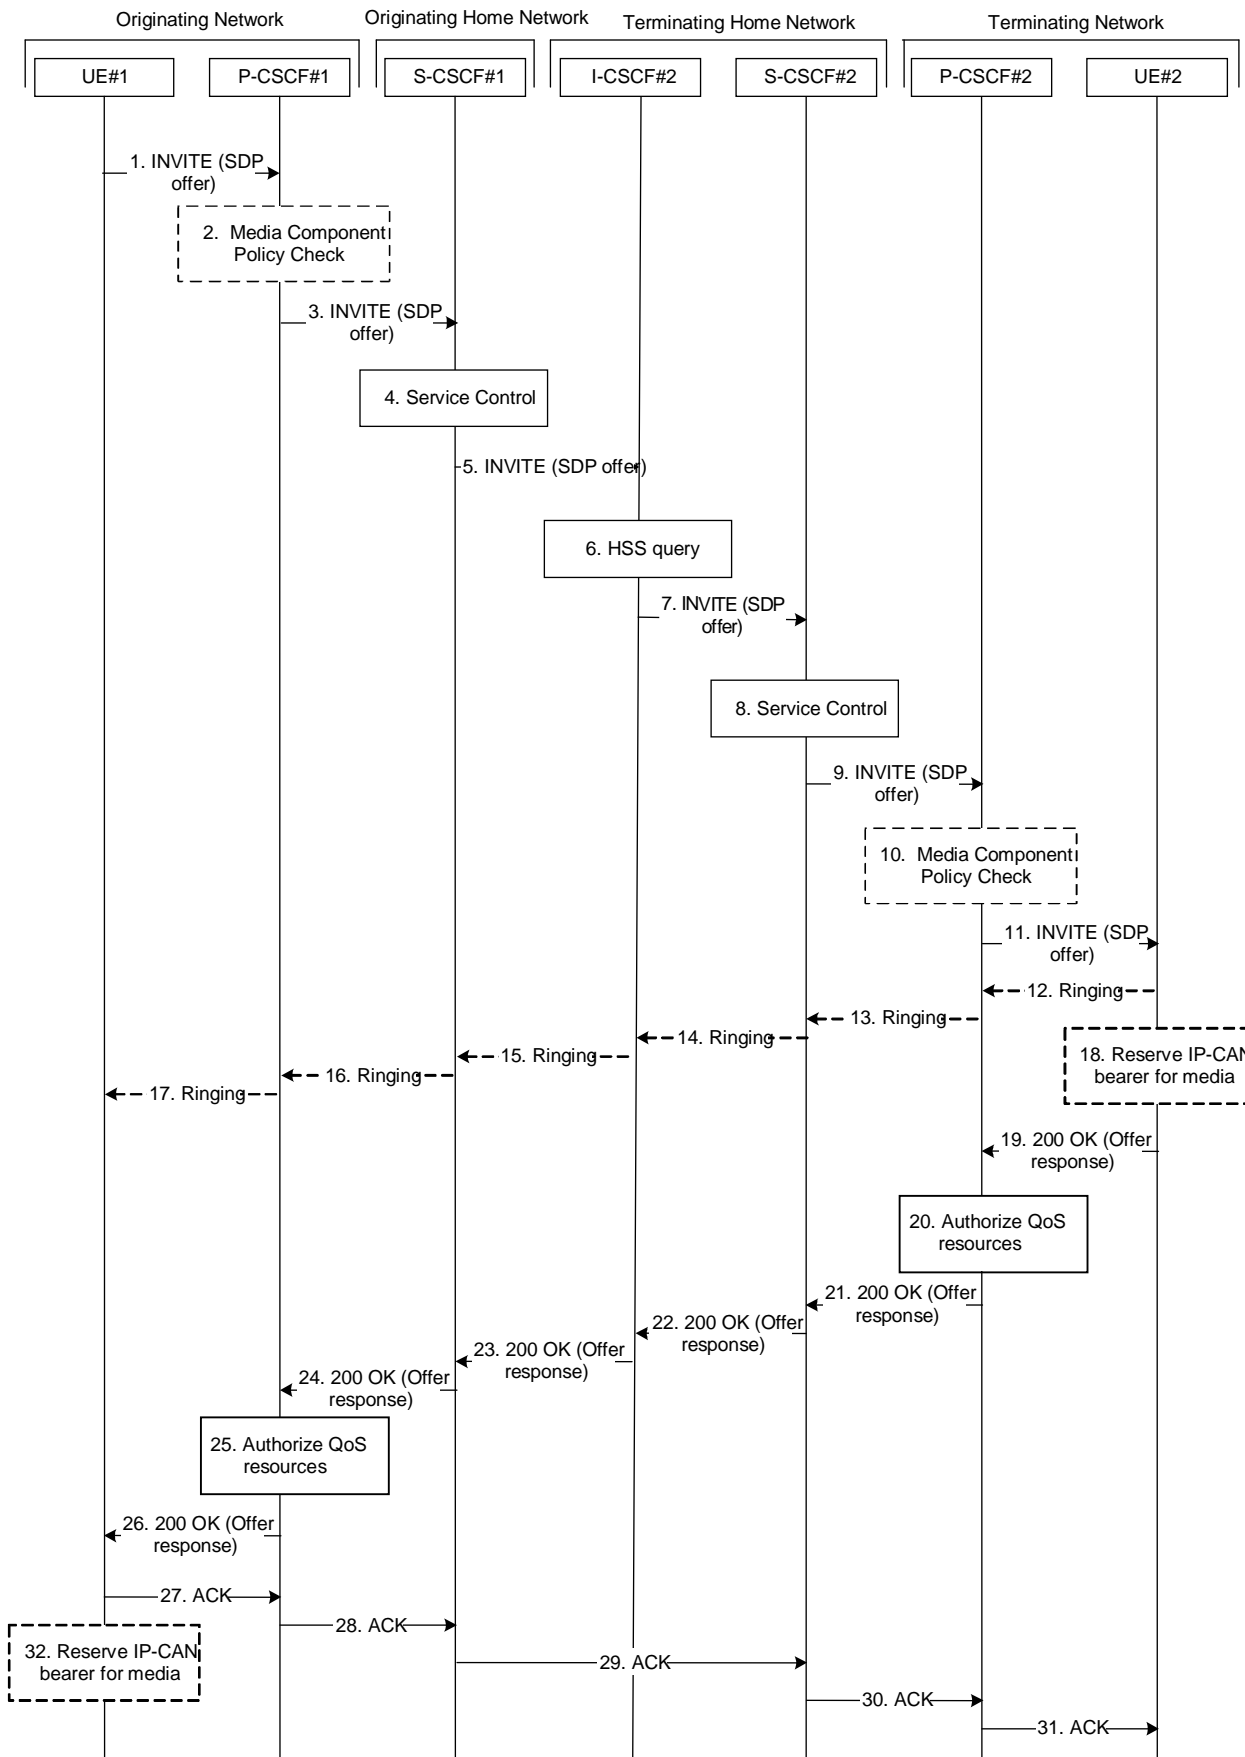 Originating Network
Originating Home Network
Terminating Home Network
Terminating Network
UE#1
P-CSCF#1
S-CSCF#1
I-CSCF#2
S-CSCF#2
P-CSCF#2
UE#2
1. INVITE (SDP
offer)
2. Media Component
Policy Check
3. INVITE (SDP
offer)
4. Service Control
5. INVITE (SDP offer)
6. HSS query
7. INVITE (SDP
offer)
8. Service Control
9. INVITE (SDP
offer)
10. Media Component
Policy Check
11. INVITE (SDP
offer)
12. Ringing
13. Ringing
14. Ringing
15. Ringing
16. Ringing
17. Ringing
18. Reserve IP-CAN
bearer for media
19. 200 OK (Offer
response)
20. Authorize QoS
resources
21. 200 OK (Offer
response)
22. 200 OK (Offer
response)
23. 200 OK (Offer
response)
24. 200 OK (Offer
response)
25. Authorize QoS
resources
26. 200 OK (Offer
response)
27. ACK
28. ACK
32. Reserve IP-CAN
bearer for media
29. ACK
30. ACK
31. ACK